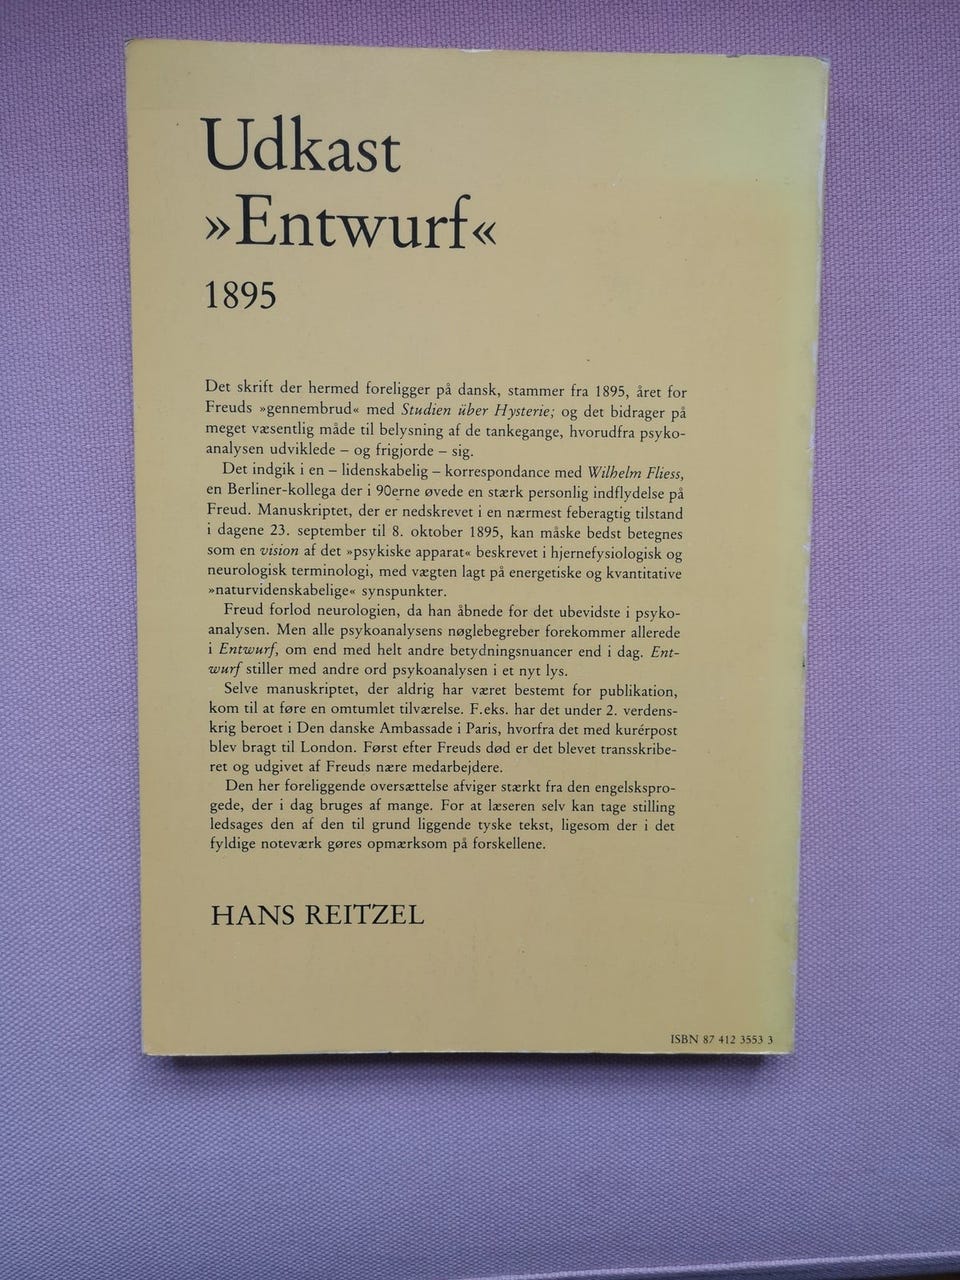 Udkast
»Entwurf«
1895
Det skrift der hermed foreligger på dansk, stammer fra 1895, året for
Freuds »gennembrud« med Studien über Hysterie; og det bidrager på
meget væsentlig måde til belysning af de tankegange, hvorudfra psyko-
analysen udviklede – og frigjorde – sig.
Det indgik i en – lidenskabelig – korrespondance med Wilhelm Fliess,
en Berliner-kollega der i 90erne øvede en stærk personlig indflydelse på
Freud. Manuskriptet, der er nedskrevet i en nærmest feberagtig tilstand
i dagene 23. september til 8. oktober 1895, kan måske bedst betegnes
som en vision af det »psykiske apparat« beskrevet i hjernefysiologisk og
neurologisk terminologi, med vægten lagt på energetiske og kvantitative
»naturvidenskabelige« synspunkter.
Freud forlod neurologien, da han åbnede for det ubevidste i psyko-
analysen. Men alle psykoanalysens nøglebegreber forekommer allerede
i Entwurf, om end med helt andre betydningsnuancer end i dag. Ent-
wurf stiller med andre ord psykoanalysen i et nyt lys.
Selve manuskriptet, der aldrig har været bestemt for publikation,
kom til at føre en omtumlet tilværelse. F.eks. har det under 2. verdens-
krig beroet i Den danske Ambassade i Paris, hvorfra det med kurérpost
blev bragt til London. Først efter Freuds død er det blevet transskribe-
ret og udgivet af Freuds nære medarbejdere.
Den her foreliggende oversættelse afviger stærkt fra den engelskspro-
gede, der i dag bruges af mange. For at læseren selv kan tage stilling
ledsages den af den til grund liggende tyske tekst, ligesom der i det
fyldige noteværk gøres opmærksom på forskellene.
HANS REITZEL
ISBN 87 412 3553 3